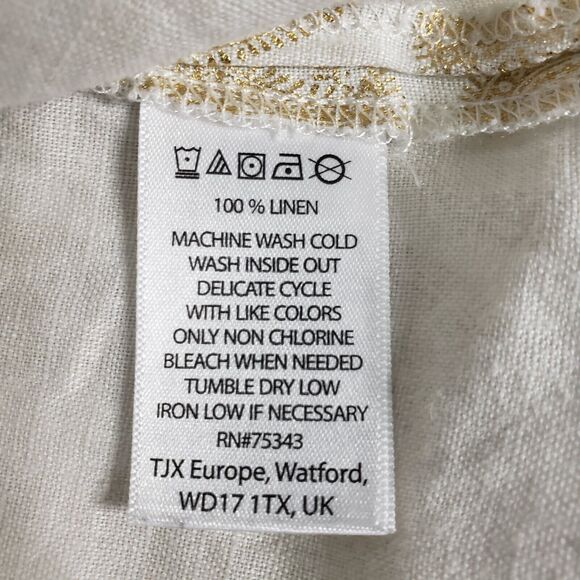 100 % LINEN
MACHINE WASH COLD
WASH INSIDE OUT
DELICATE CYCLE
WITH LIKE COLORS
ONLY NON CHLORINE
BLEACH WHEN NEEDED
TUMBLE DRY LOW
IRON LOW IF NECESSARY
RN#75343
TJX Europe, Watford,
WD17 1TX, UK